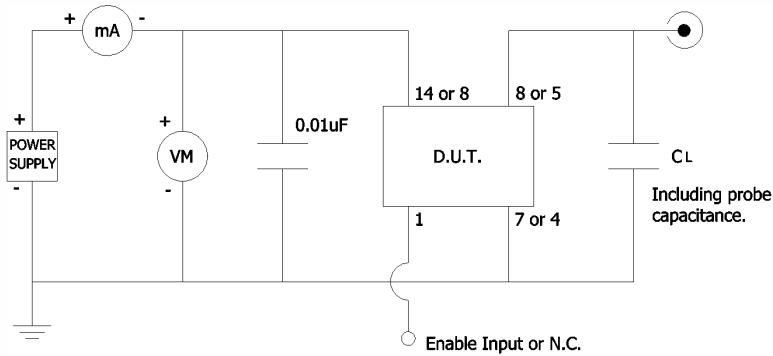 + mA -
14 or 8
8 or 5
+
POWER
SUPPLY
-
+
VM
-
0.01uF
D.U.T.
CL
Including probe
capacitance.
1
7 or 4
Enable Input or N.C.